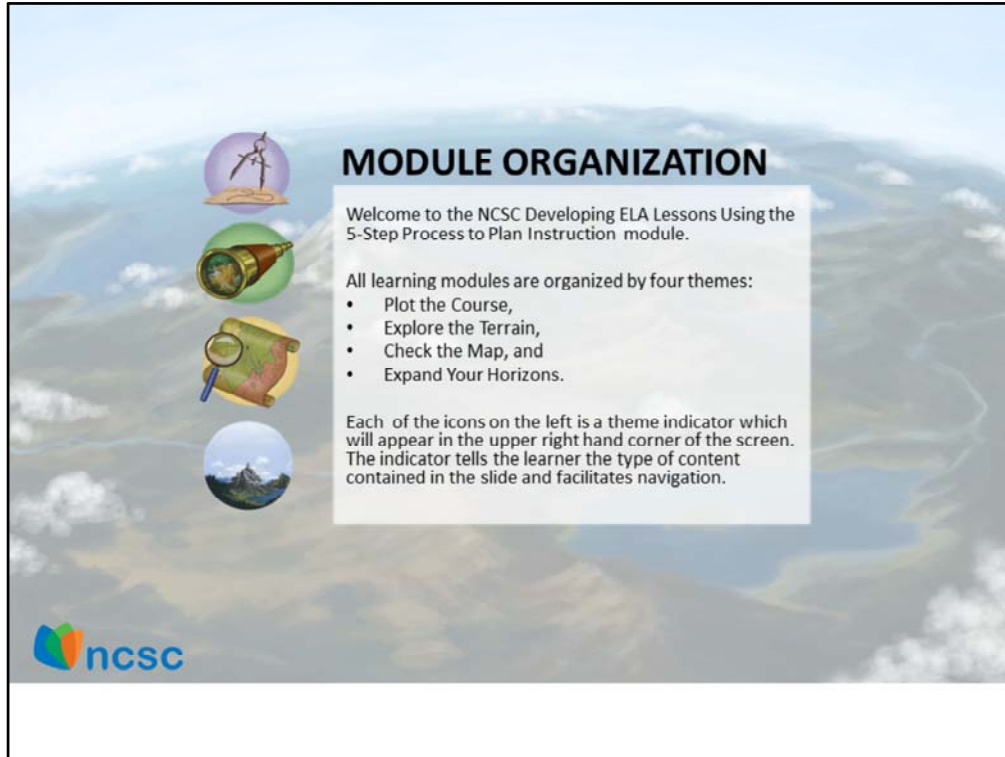 MODULE ORGANIZATION
Welcome to the NCSC Developing ELA Lessons Using the
5-Step Process to Plan Instruction module.
All learning modules are organized by four themes:
• Plot the Course,
• Explore the Terrain,
• Check the Map, and
• Expand Your Horizons.
Each of the icons on the left is a theme indicator which
will appear in the upper right hand corner of the screen.
The indicator tells the learner the type of content
contained in the slide and facilitates navigation.
ncsc